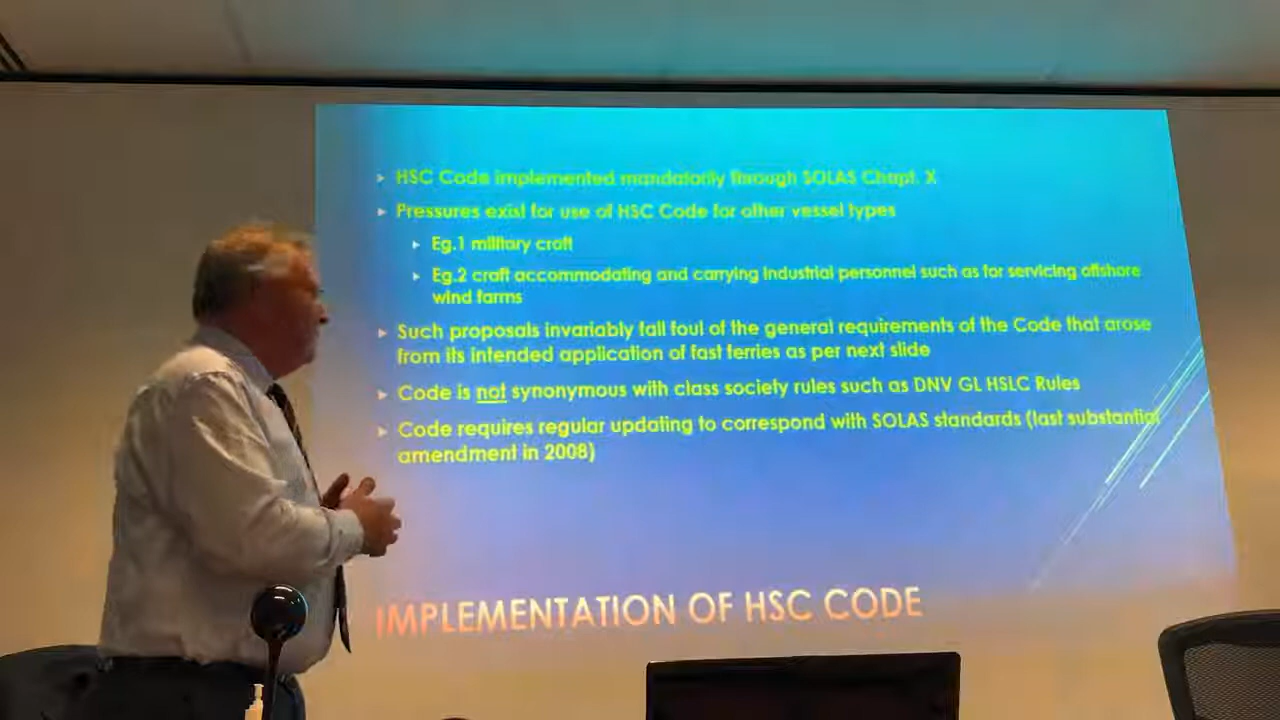 HSC Code implemented mandatorily through SOLAS Chapt. X
Pressures exist for use of HSC Code for other vessel types
Eg.1 military craft
Eg.2 craft accommodating and carrying industrial personnel such as for servicing offshore
wind farms
Such proposals invariably fall foul of the general requirements of the Code that arose
from its intended application of fast ferries as per next slide
Code is not synonymous with class society rules such as DNV GL HSLC Rules
Code requires regular updating to correspond with SOLAS standards (last substantial
amendment in 2008)
IMPLEMENTATION OF HSC CODE